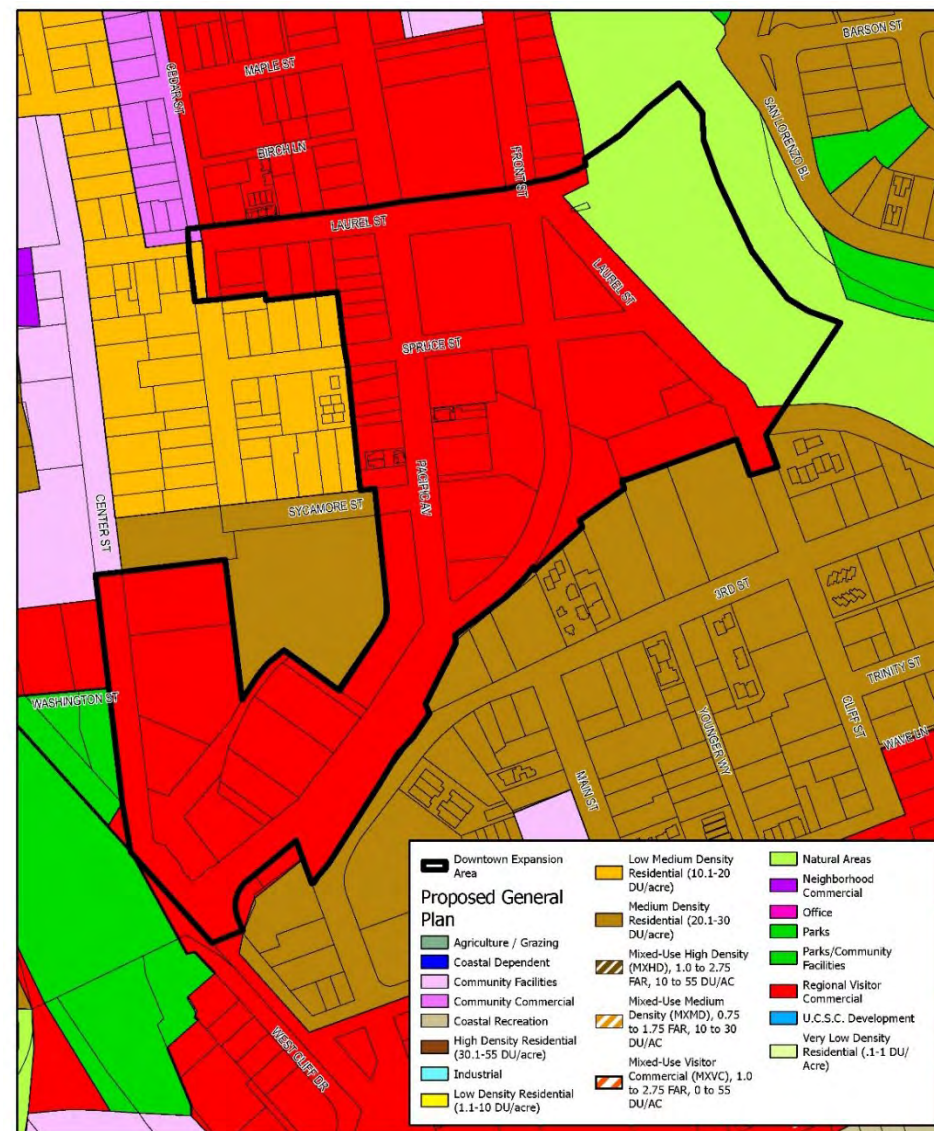 BARSON ST
CEDAR ST
MAPLE ST
SAN LORENZO BL
BIRCH LN
FRONT ST
LAUREL ST
LAUREL ST
SPRUCE ST
PACIFIC AV
CENTER ST
SYCAMORE ST
3RD ST
TRINITY ST
WASHINGTON ST
CLIFF ST
YOUNGER WY
WAVE LN
MAIN ST
WEST CLIFF DR
Downtown Expansion
Area
Proposed General
Plan
Agriculture / Grazing
Coastal Dependent
Community Facilities
Community Commercial
Coastal Recreation
High Density Residential
(30.1-55 DU/acre)
Industrial
Low Density Residential
(1.1-10 DU/acre)
Low Medium Density
Residential (10.1-20
DU/acre)
Medium Density
Residential (20.1-30
DU/acre)
Mixed-Use High Density
(MXHD), 1.0 to 2.75
FAR, 10 to 55 DU/AC
Mixed-Use Medium
Density (MXMD), 0.75
to 1.75 FAR, 10 to 30
DU/AC
Mixed-Use Visitor
Commercial (MXVC), 1.0
to 2.75 FAR, 0 to 55
DU/AC
Natural Areas
Neighborhood
Commercial
Office
Parks
Parks/Community
Facilities
Regional Visitor
Commercial
U.C.S.C. Development
Very Low Density
Residential (.1-1 DU/
Acre)